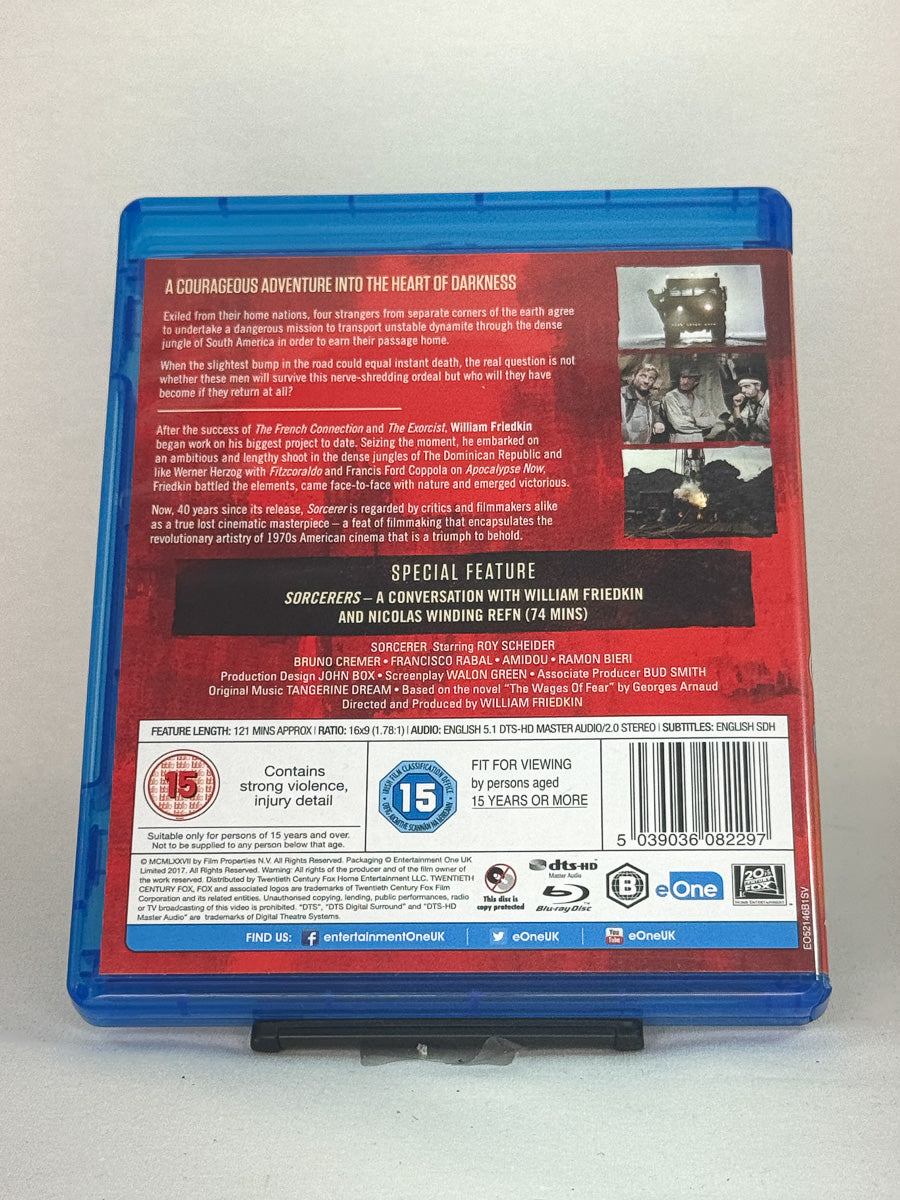 A COURAGEOUS ADVENTURE INTO THE HEART OF DARKNESS
Exiled from their home nations, four strangers from separate corners of the earth agree
to undertake a dangerous mission to transport unstable dynamite through the dense
jungle of South America in order to earn their passage home.
When the slightest bump in the road could equal instant death, the real question is not
whether these men will survive this nerve-shredding ordeal but who will they have
become if they return at all?
After the success of The French Connection and The Exorcist, William Friedkin
began work on his biggest project to date. Seizing the moment, he embarked on
an ambitious and lengthy shoot in the dense jungles of The Dominican Republic and
like Werner Herzog with Fitzcoraldo and Francis Ford Coppola on Apocalypse Now,
Friedkin battled the elements, came face-to-face with nature and emerged victorious.
Now, 40 years since its release, Sorcerer is regarded by critics and filmmakers alike
as a true lost cinematic masterpiece – a feat of filmmaking that encapsulates the
revolutionary artistry of 1970s American cinema that is a triumph to behold.
SPECIAL FEATURE
SORCERERS – A CONVERSATION WITH WILLIAM FRIEDKIN
AND NICOLAS WINDING REFN (74 MINS)
SORCERER Starring ROY SCHEIDER
BRUNO CREMER • FRANCISCO RABAL • AMIDOU • RAMON BIERI
Production Design JOHN BOX • Screenplay WALON GREEN • Associate Producer BUD SMITH
Original Music TANGERINE DREAM • Based on the novel "The Wages Of Fear" by Georges Arnaud
Directed and Produced by WILLIAM FRIEDKIN
FEATURE LENGTH: 121 MINS APPROX | RATIO: 16x9 (1.78:1) | AUDIO: ENGLISH 5.1 DTS-HD MASTER AUDIO/2.0 STEREO | SUBTITLES: ENGLISH SDH
15
Contains
strong violence,
injury detail
Suitable only for persons of 15 years and over.
Not to be supplied to any person below that age.
IRISH FILM CLASSIFICATION OFFICE
15
FIT FOR VIEWING
by persons aged
15 YEARS OR MORE
5 039036 082297
© MCMLXXVII by Film Properties N.V. All Rights Reserved. Packaging © Entertainment One UK
Limited 2017. All Rights Reserved. Warning: All rights of the producer and of the film owner of
the work reserved. Distributed by Twentieth Century Fox Home Entertainment LLC. TWENTIETH
CENTURY FOX, FOX and associated logos are trademarks of Twentieth Century Fox Film
Corporation and its related entities. Unauthorised copying, lending, public performances, radio
or TV broadcasting of this video is prohibited. "DTS", "DTS Digital Surround" and "DTS-HD
Master Audio" are trademarks of Digital Theatre Systems.
This disc is
copy protected
dts-HD
Master Audio
Blu-ray Disc
B
eOne
20th
CENTURY
FOX
HOME ENTERTAINMENT
EO52146B1SV
FIND US: f entertainmentOneUK
eOneUK
You Tube eOneUK